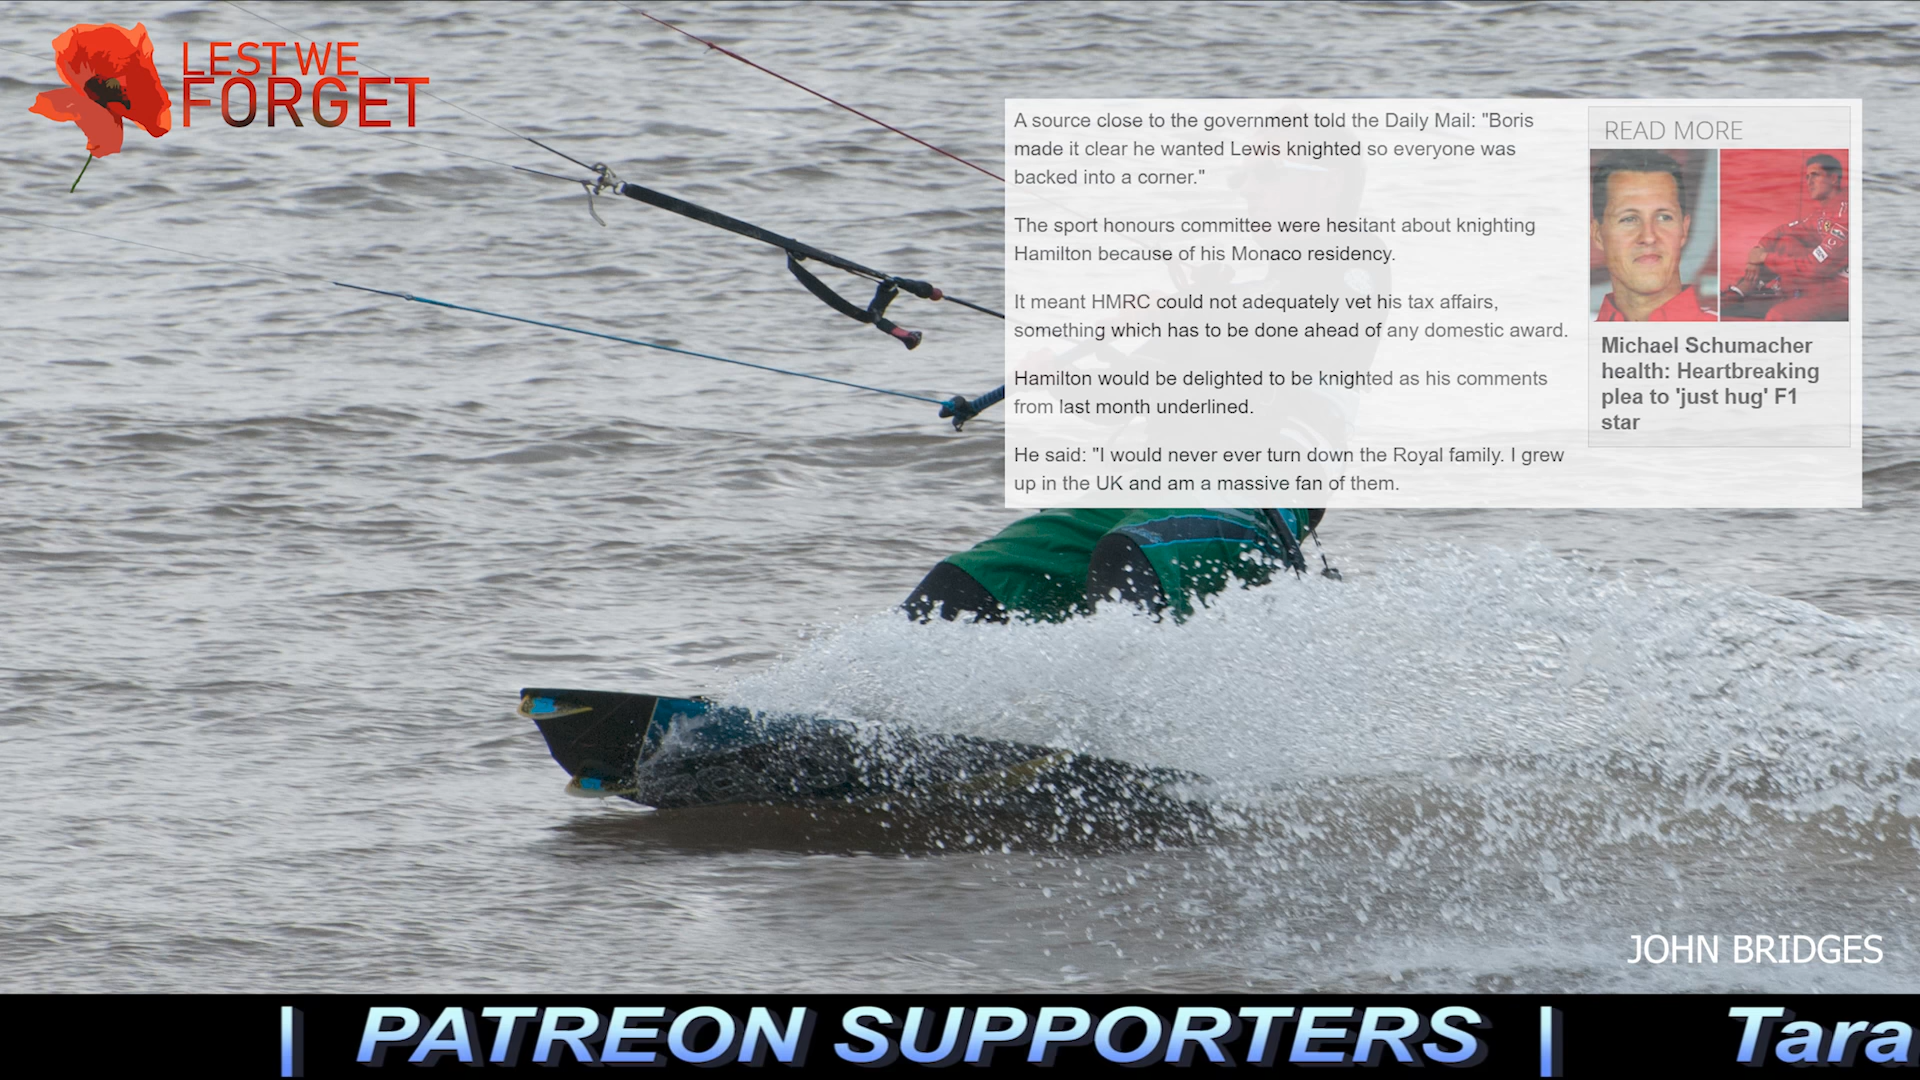 LEST WE
FORGET
A source close to the government told the Daily Mail: "Boris
made it clear he wanted Lewis knighted so everyone was
backed into a corner."
The sport honours committee were hesitant about knighting
Hamilton because of his Monaco residency.
It meant HMRC could not adequately vet his tax affairs,
something which has to be done ahead of any domestic award.
Hamilton would be delighted to be knighted as his comments
from last month underlined.
He said: "I would never ever turn down the Royal family. I grew
up in the UK and am a massive fan of them.
READ MORE
Michael Schumacher
health: Heartbreaking
plea to 'just hug' F1
star
JOHN BRIDGES
| PATREON SUPPORTERS | Tara